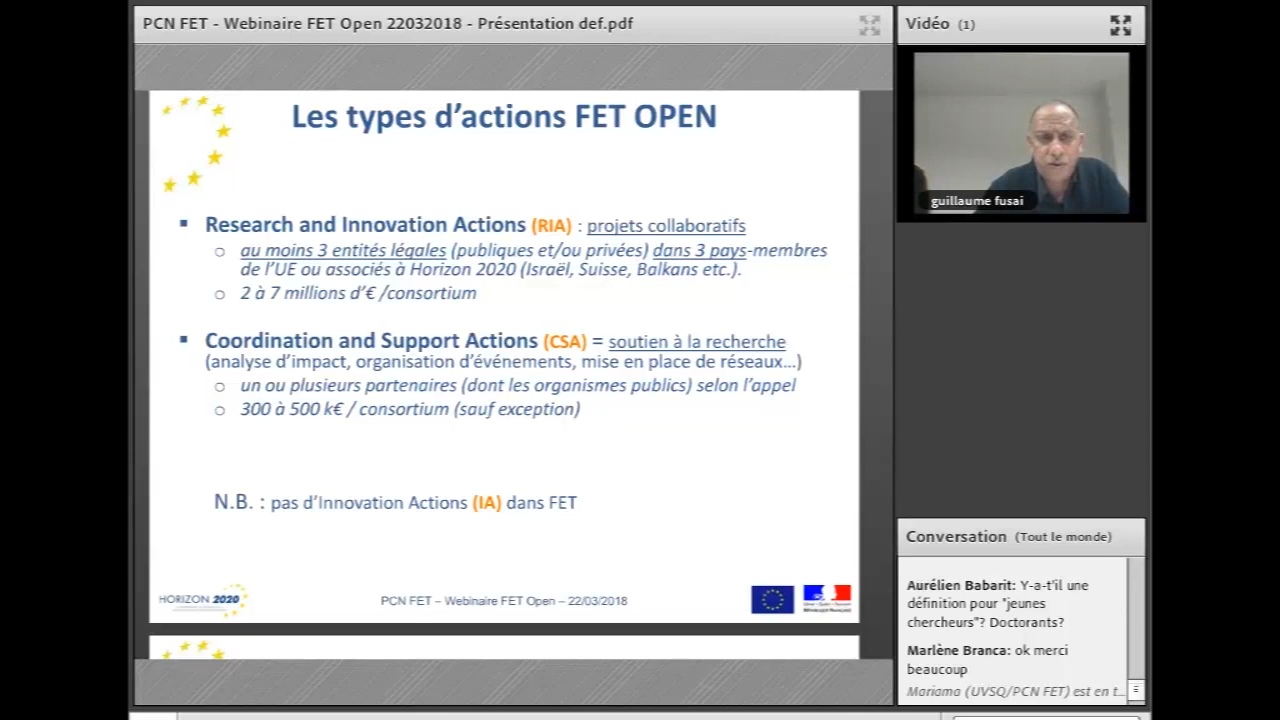 PCN FET - Webinaire FET Open 22032018 - Présentation def.pdf
Les types d'actions FET OPEN
▪ Research and Innovation Actions (RIA) : projets collaboratifs
o au moins 3 entités légales (publiques et/ou privées) dans 3 pays-membres
de l'UE ou associés à Horizon 2020 (Israël, Suisse, Balkans etc.).
o 2 à 7 millions d'€ /consortium
▪ Coordination and Support Actions (CSA) = soutien à la recherche
(analyse d'impact, organisation d'événements, mise en place de réseaux…)
o un ou plusieurs partenaires (dont les organismes publics) selon l'appel
o 300 à 500 k€ / consortium (sauf exception)
N.B. : pas d'Innovation Actions (IA) dans FET
HORIZON 2020
PCN FET – Webinaire FET Open – 22/03/2018
Vidéo (1)
guillaume fusai
Conversation (Tout le monde)
Aurélien Babarit: Y-a-t'il une
définition pour "jeunes
chercheurs"? Doctorants?
Marlène Branca: ok merci
beaucoup
Mariama (UVSQ/PCN FET) est en t...